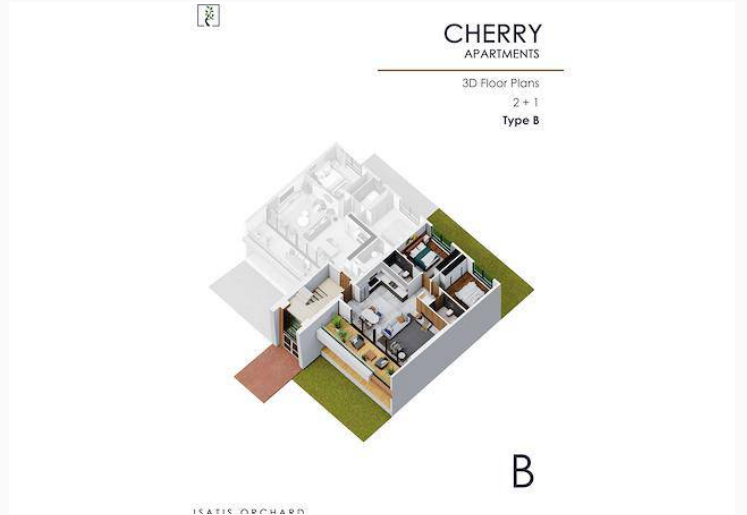 CHERRY
APARTMENTS
3D Floor Plans
2 + 1
Type B
B
ISATIS ORCHARD